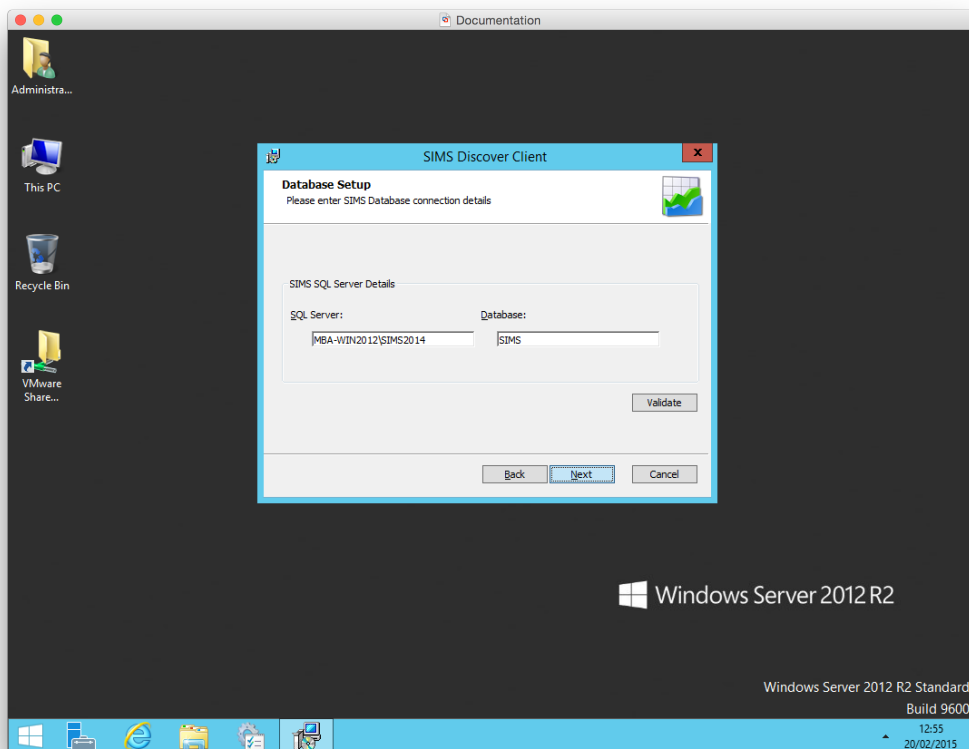 Documentation
Administra...
This PC
Recycle Bin
VMware
Share...
SIMS Discover Client
x
Database Setup
Please enter SIMS Database connection details
SIMS SQL Server Details
SQL Server:
Database:
MBA-WIN2012\SIMS2014
SIMS
Validate
Back
Next
Cancel
Windows Server 2012 R2
Windows Server 2012 R2 Standard
Build 9600
12:55
20/02/2015